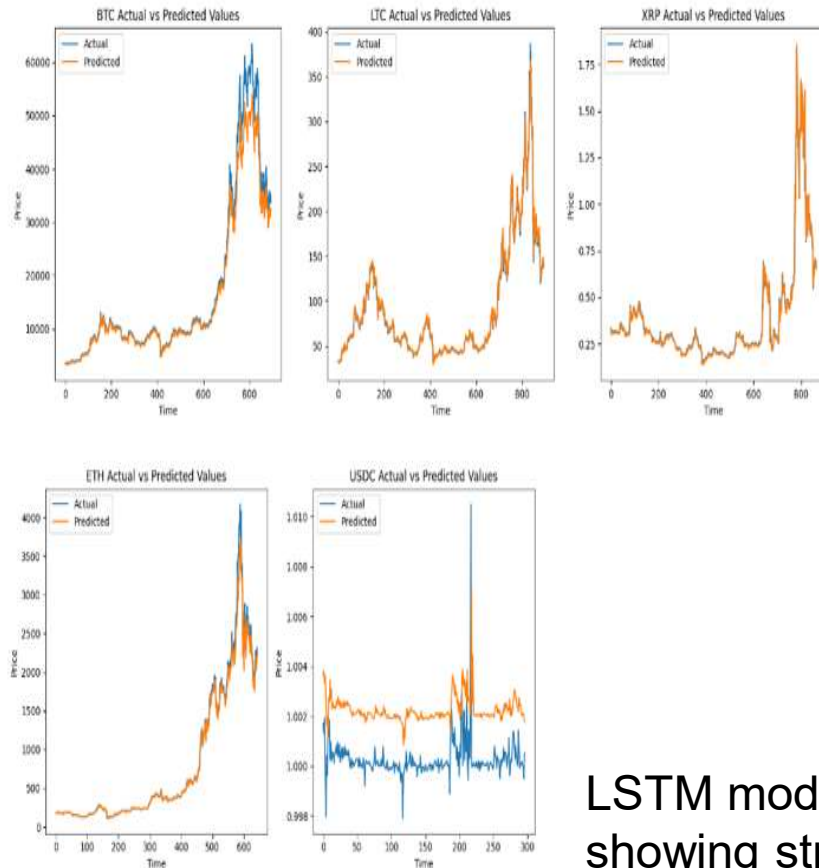 BTC Actual vs Predicted Values
Actual
Predicted
60000
50000
40000
30000
20000
10000
Price
0 200 400 600 800
Time
LTC Actual vs Predicted Values
Actual
Predicted
400
350
300
250
200
150
100
50
Price
0 200 400 600 800
Time
XRP Actual vs Predicted Values
Actual
Predicted
1.75
1.50
1.25
1.00
0.75
0.50
0.25
Price
0 200 400 600 800
Time
ETH Actual vs Predicted Values
Actual
Predicted
4000
3500
3000
2500
2000
1500
1000
500
0
Price
0 100 200 300 400 500 600
Time
USDC Actual vs Predicted Values
Actual
Predicted
1.010
1.008
1.006
1.004
1.002
1.000
0.998
Price
0 50 100 150 200 250 300
Time
LSTM mod
showing str